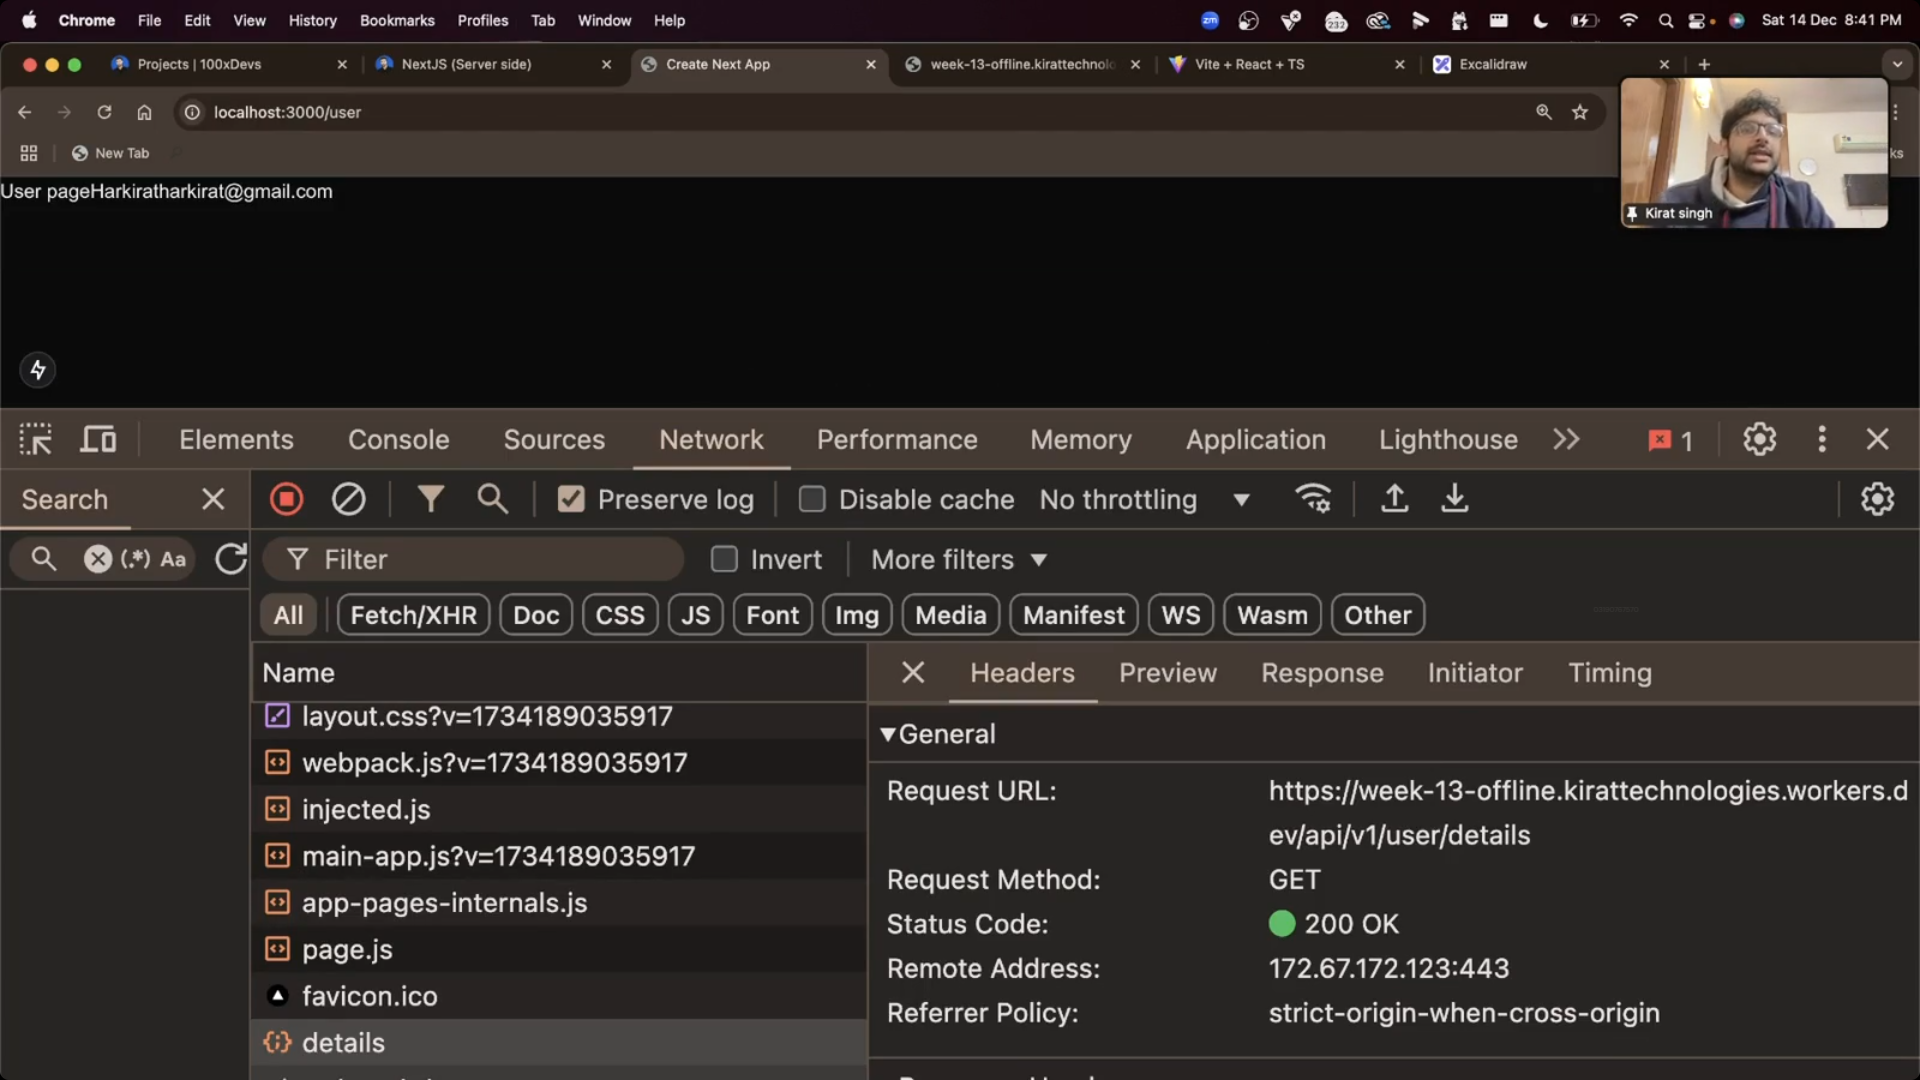 Chrome File Edit View History Bookmarks Profiles Tab Window Help zm 232 Sat 14 Dec 8:41 PM
Projects | 100xDevs NextJS (Server side) Create Next App week-13-offline.kirattechnolo Vite + React + TS Excalidraw
localhost:3000/user
New Tab ks
User pageHarkiratharkirat@gmail.com
Kirat singh
Elements Console Sources Network Performance Memory Application Lighthouse 1
Search Preserve log Disable cache No throttling
(.*) Aa Filter Invert More filters
All Fetch/XHR Doc CSS JS Font Img Media Manifest WS Wasm Other
Name Headers Preview Response Initiator Timing
layout.css?v=1734189035917
webpack.js?v=1734189035917
injected.js
main-app.js?v=1734189035917
app-pages-internals.js
page.js
favicon.ico
details
General
Request URL: https://week-13-offline.kirattechnologies.workers.d
ev/api/v1/user/details
Request Method: GET
Status Code: 200 OK
Remote Address: 172.67.172.123:443
Referrer Policy: strict-origin-when-cross-origin